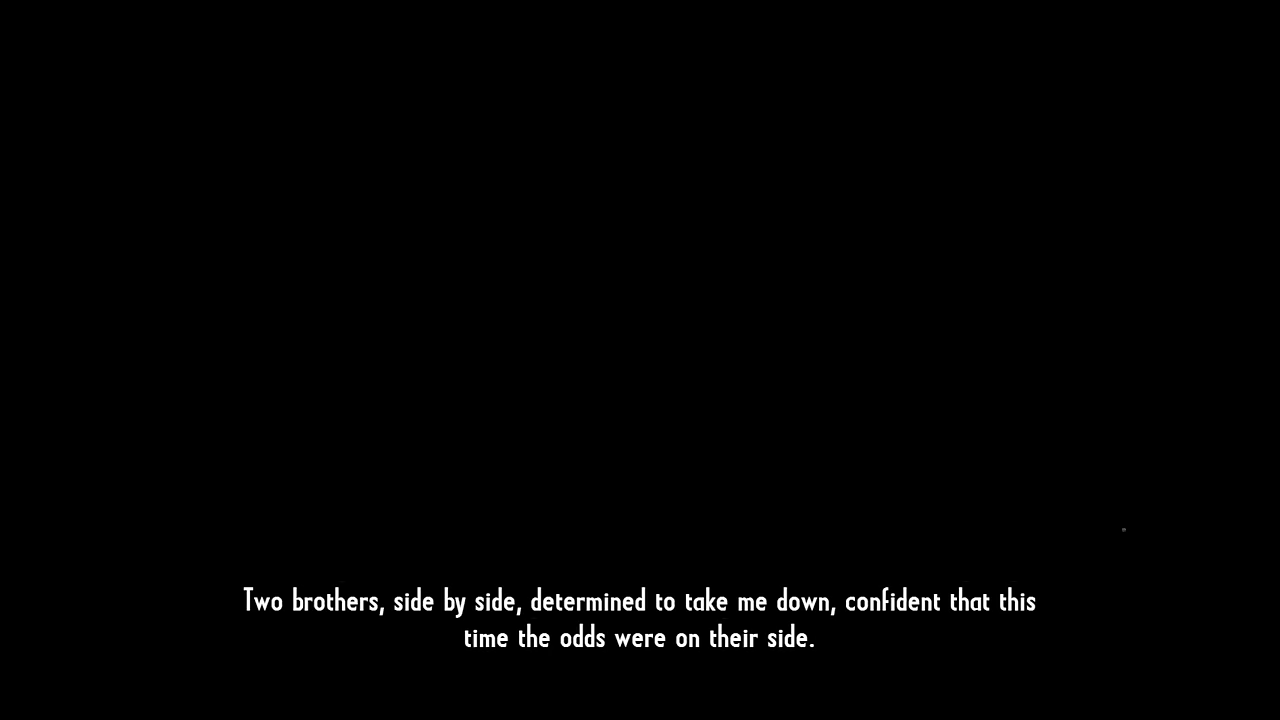 Two brothers, side by side, determined to take me down, confident that this
time the odds were on their side.